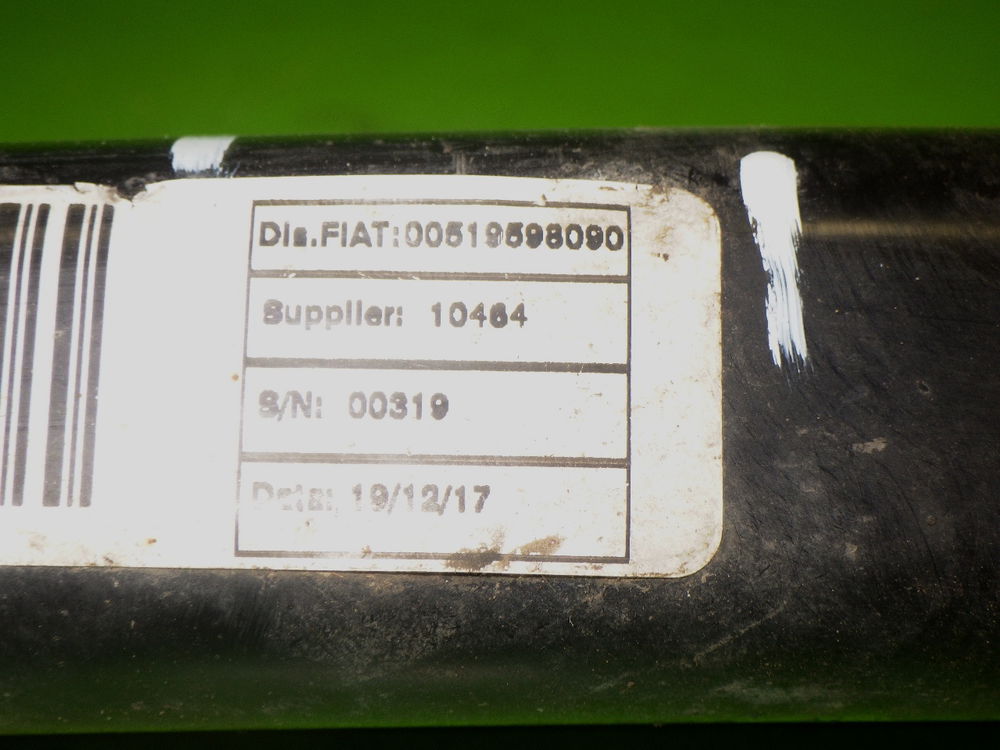 Dis.FIAT:00519598090
Supplier: 10464
S/N: 00319
Data: 19/12/17